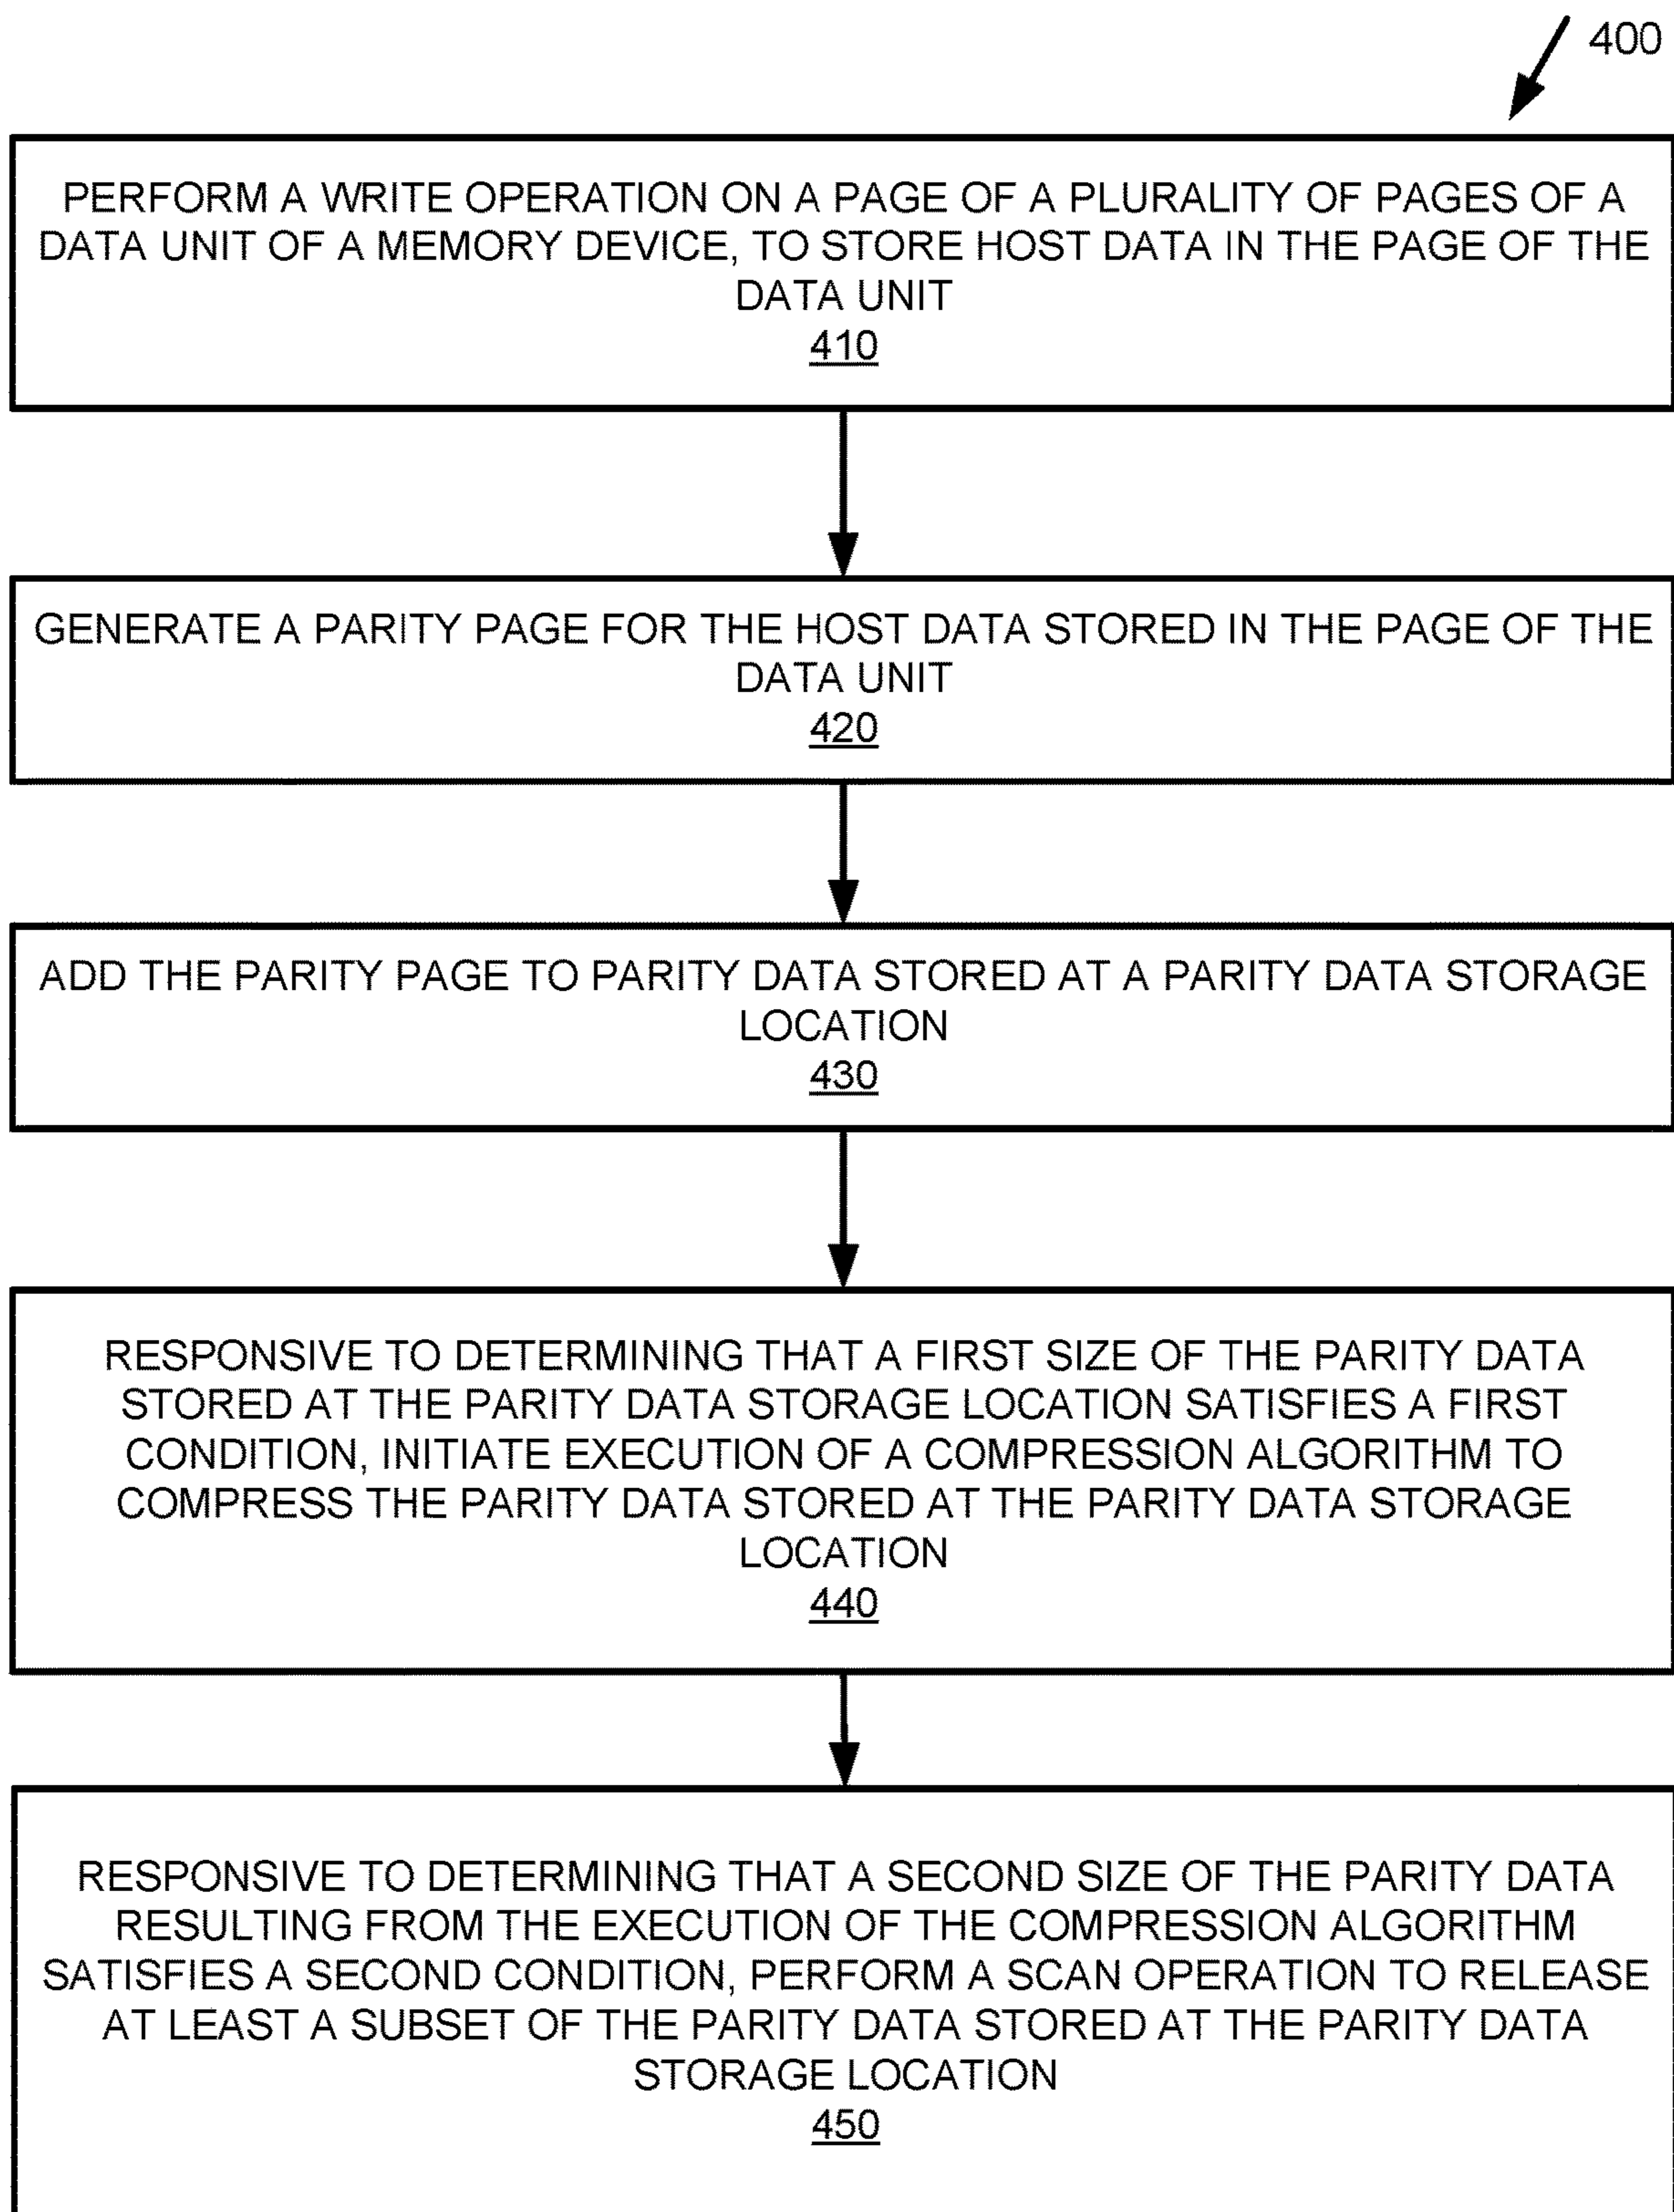 400
PERFORM A WRITE OPERATION ON A PAGE OF A PLURALITY OF PAGES OF A
DATA UNIT OF A MEMORY DEVICE, TO STORE HOST DATA IN THE PAGE OF THE
DATA UNIT
410
GENERATE A PARITY PAGE FOR THE HOST DATA STORED IN THE PAGE OF THE
DATA UNIT
420
ADD THE PARITY PAGE TO PARITY DATA STORED AT A PARITY DATA STORAGE
LOCATION
430
RESPONSIVE TO DETERMINING THAT A FIRST SIZE OF THE PARITY DATA
STORED AT THE PARITY DATA STORAGE LOCATION SATISFIES A FIRST
CONDITION, INITIATE EXECUTION OF A COMPRESSION ALGORITHM TO
COMPRESS THE PARITY DATA STORED AT THE PARITY DATA STORAGE
LOCATION
440
RESPONSIVE TO DETERMINING THAT A SECOND SIZE OF THE PARITY DATA
RESULTING FROM THE EXECUTION OF THE COMPRESSION ALGORITHM
SATISFIES A SECOND CONDITION, PERFORM A SCAN OPERATION TO RELEASE
AT LEAST A SUBSET OF THE PARITY DATA STORED AT THE PARITY DATA
STORAGE LOCATION
450